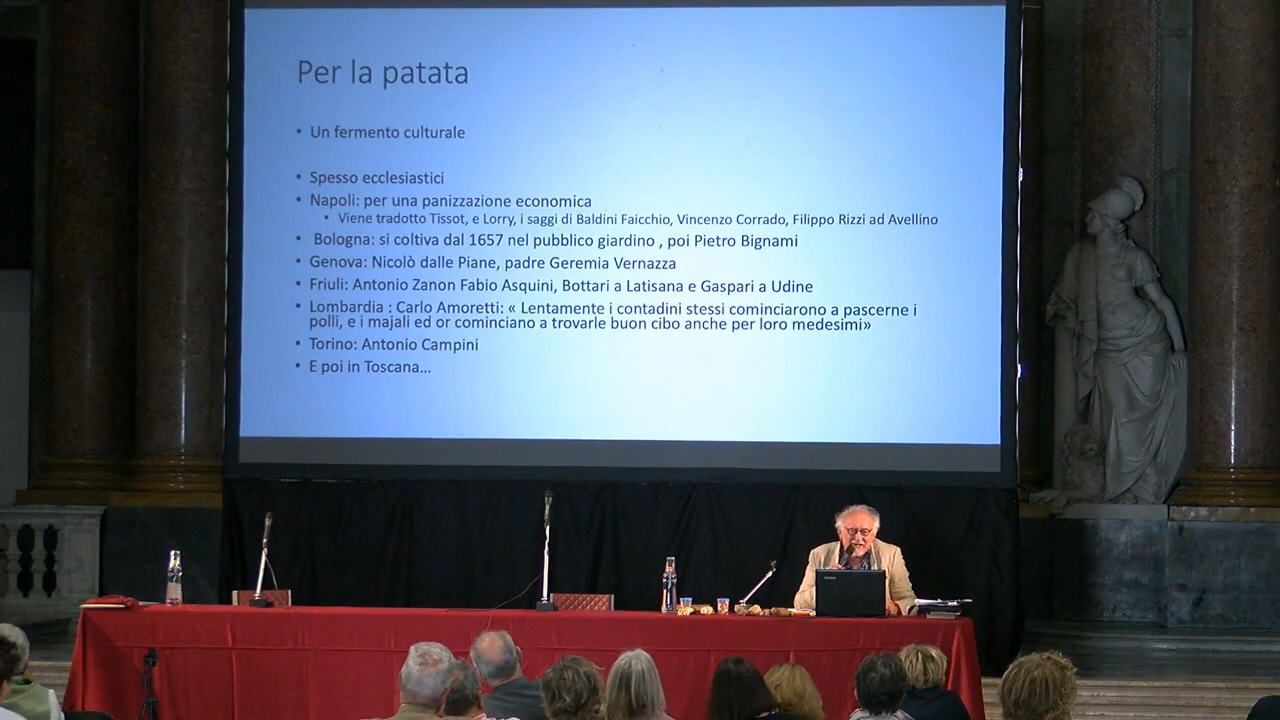 Per la patata
• Un fermento culturale
• Spesso ecclesiastici
• Napoli: per una panizzazione economica
• Viene tradotto Tissot, e Lorry, i saggi di Baldini Faicchio, Vincenzo Corrado, Filippo Rizzi ad Avellino
• Bologna: si coltiva dal 1657 nel pubblico giardino , poi Pietro Bignami
• Genova: Nicolò dalle Piane, padre Geremia Vernazza
• Friuli: Antonio Zanon Fabio Asquini, Bottari a Latisana e Gaspari a Udine
• Lombardia : Carlo Amoretti: « Lentamente i contadini stessi cominciarono a pascerne i
polli, e i majali ed or cominciano a trovarle buon cibo anche per loro medesimi»
• Torino: Antonio Campini
• E poi in Toscana...